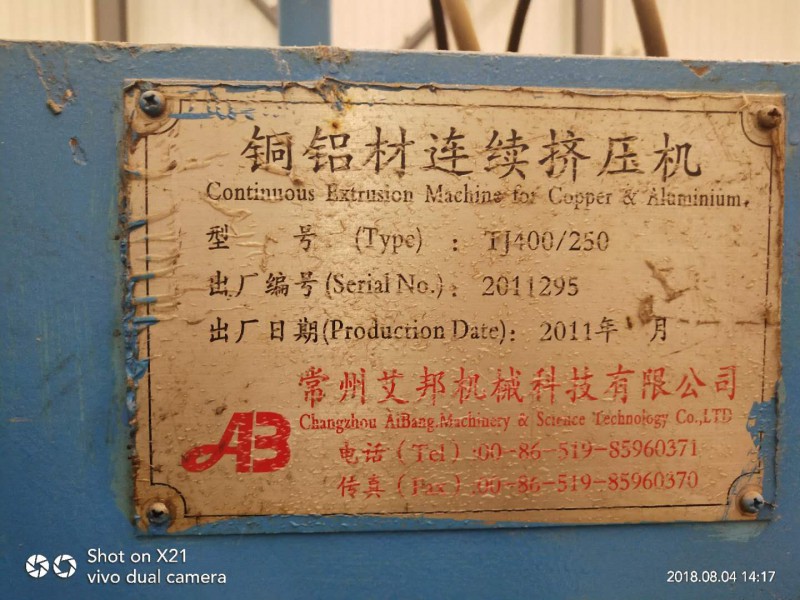 铜铝材连续挤压机
Continuous Extrusion Machine for Copper & Aluminium.
型 号 (Type) : TJ400/250
出厂编号(Serial No.): 2011295
出厂日期(Production Date): 2011年 月
常州艾邦机械科技有限公司
AB
Changzhou AiBang.Machinery & Science Technology Co.,LTD
电话(Tel):00-86-519-85960371
传真(Fax):00-86-519-85960370
Shot on X21
vivo dual camera
2018.08.04 14:17